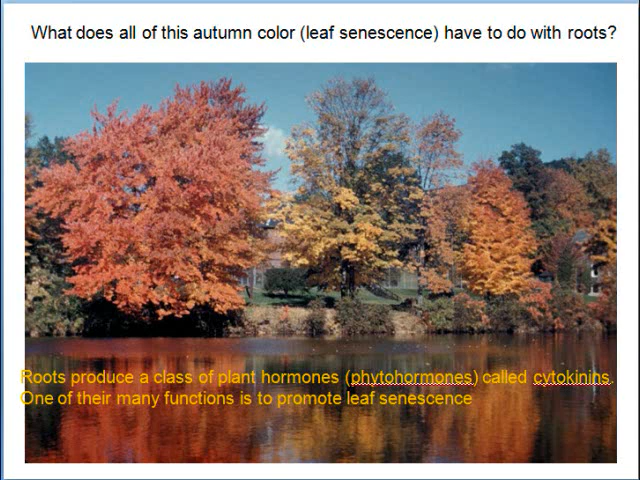 What does all of this autumn color (leaf senescence) have to do with roots?
Roots produce a class of plant hormones (phytohormones) called cytokinins.
One of their many functions is to promote leaf senescence